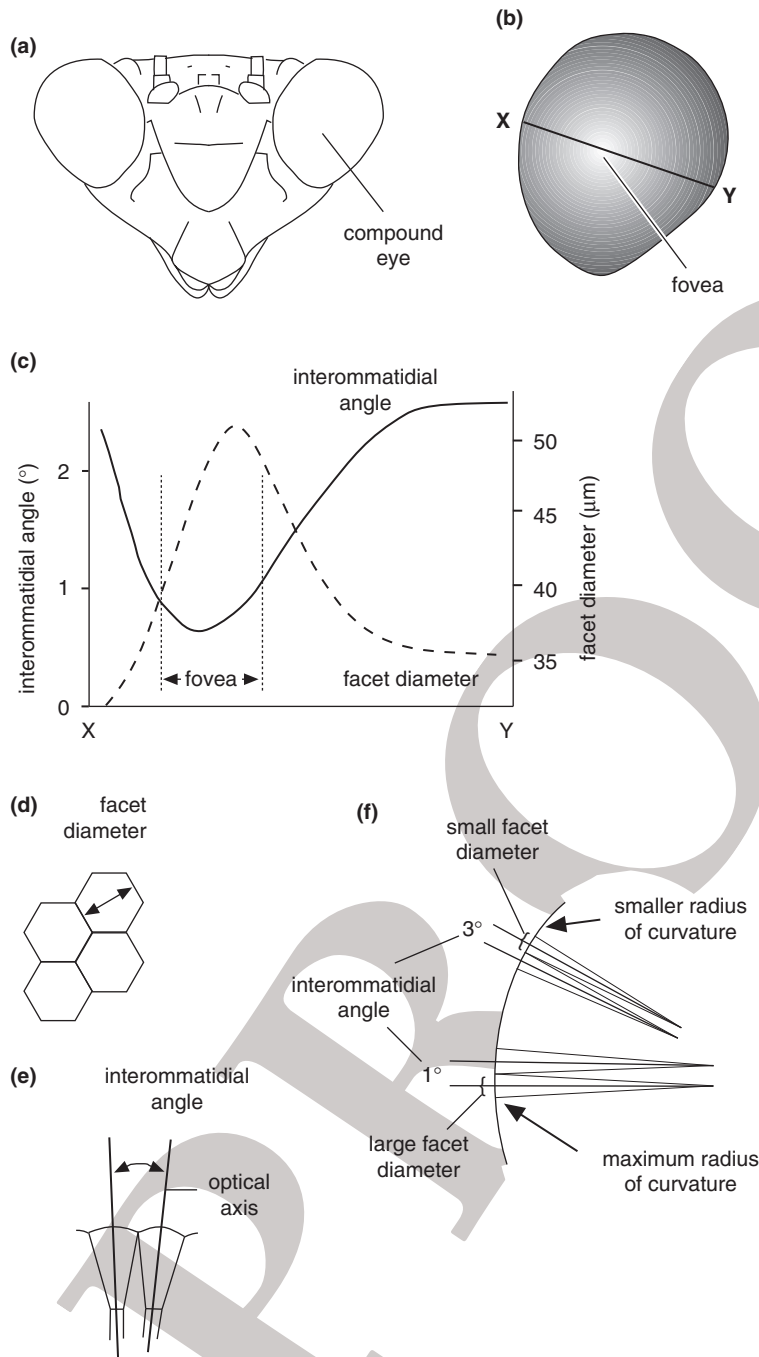 (a)
compound
eye
(b)
X
Y
fovea
(c)
interommatidial
angle
interommatidial angle (°)
2
1
0
50
45
40
35
facet diameter (μm)
fovea
facet diameter
X
Y
(d)
facet
diameter
(e)
interommatidial
angle
optical
axis
(f)
small facet
diameter
smaller radius
of curvature
3°
interommatidial
angle
1°
large facet
diameter
maximum radius
of curvature
P R O O